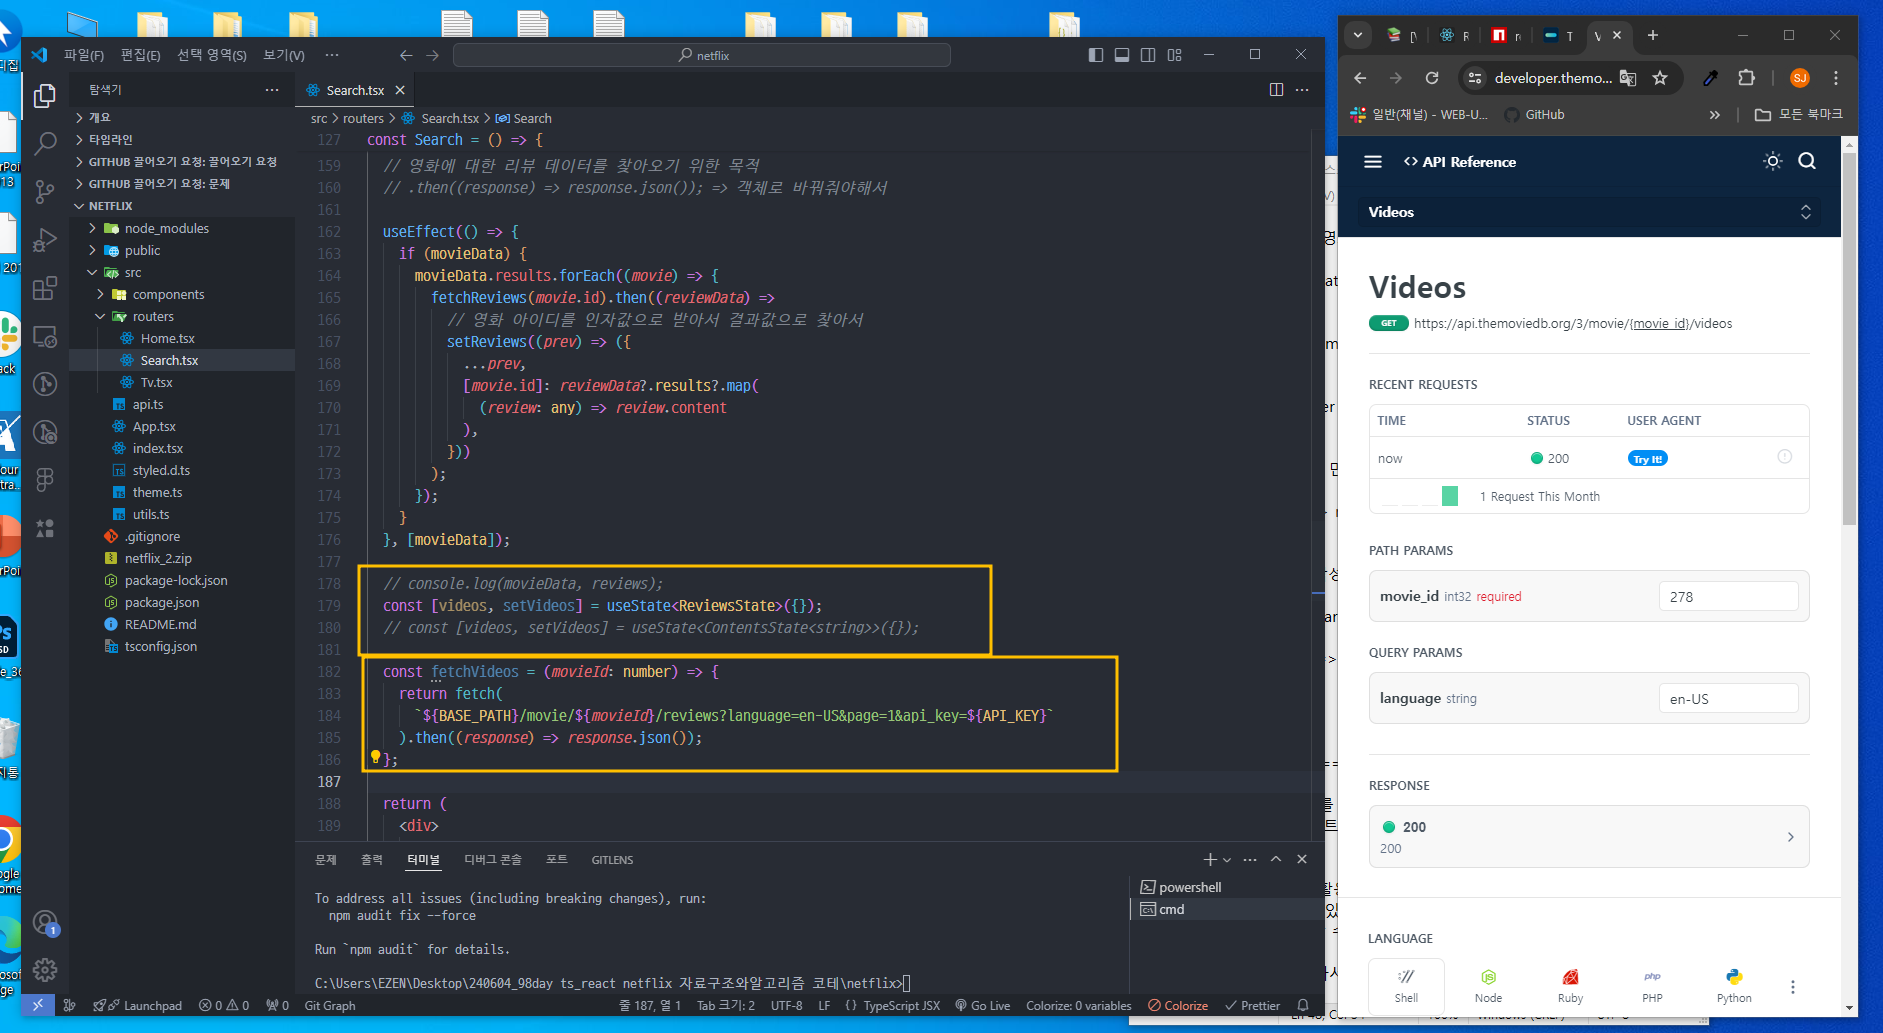 파일(F) 편집(E) 선택 영역(S) 보기(V) ··· netflix
탐색기 ···
개요
타임라인
GITHUB 끌어오기 요청: 끌어오기 요청
GITHUB 끌어오기 요청: 문제
NETFLIX
node_modules
public
src
components
routers
Home.tsx
Search.tsx
Tv.tsx
api.ts
App.tsx
index.tsx
styled.d.ts
theme.ts
utils.ts
.gitignore
netflix_2.zip
package-lock.json
package.json
README.md
tsconfig.json
Search.tsx
src > routers > Search.tsx > Search
127 const Search = () => {
159 // 영화에 대한 리뷰 데이터를 찾아오기 위한 목적
160 // .then((response) => response.json()); => 객체로 바꿔줘야해서
161
162 useEffect(() => {
163 if (movieData) {
164 movieData.results.forEach((movie) => {
165 fetchReviews(movie.id).then((reviewData) =>
166 // 영화 아이디를 인자값으로 받아서 결과값으로 찾아서
167 setReviews((prev) => ({
168 ...prev,
169 [movie.id]: reviewData?.results?.map(
170 (review: any) => review.content
171 ),
172 }))
173 );
174 });
175 }
176 }, [movieData]);
177
178 // console.log(movieData, reviews);
179 const [videos, setVideos] = useState<ReviewsState>({});
180 // const [videos, setVideos] = useState<ContentsState<string>>({});
181
182 const fetchVideos = (movieId: number) => {
183 return fetch(
184 `${BASE_PATH}/movie/${movieId}/reviews?language=en-US&page=1&api_key=${API_KEY}`
185 ).then((response) => response.json());
186 };
187
188 return (
189 <div>
문제 출력 터미널 디버그 콘솔 포트 GITLENS
To address all issues (including breaking changes), run:
npm audit fix --force
Run `npm audit` for details.
C:\Users\EZEN\Desktop\240604_98day ts_react netflix 자료구조와알고리즘 코테\netflix>
powershell
cmd
1
Launchpad 0 0 0 Git Graph 줄 187, 열 1 Tab 크기: 2 UTF-8 LF {} TypeScript JSX Go Live Colorize: 0 variables Colorize Prettier
developer.themo...
SJ
일반(채널) - WEB-U... GitHub » 모든 북마크
<> API Reference
Videos
Videos
GET https://api.themoviedb.org/3/movie/{movie_id}/videos
RECENT REQUESTS
TIME STATUS USER AGENT
now 200 Try It!
1 Request This Month
PATH PARAMS
movie_id int32 required 278
QUERY PARAMS
language string en-US
RESPONSE
200
200
LANGUAGE
Shell Node Ruby PHP Python